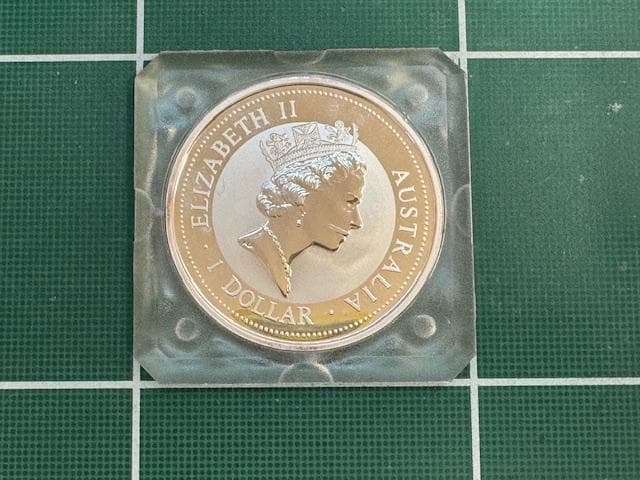 ELIZABETH II
AUSTRALIA
· 1 DOLLAR ·